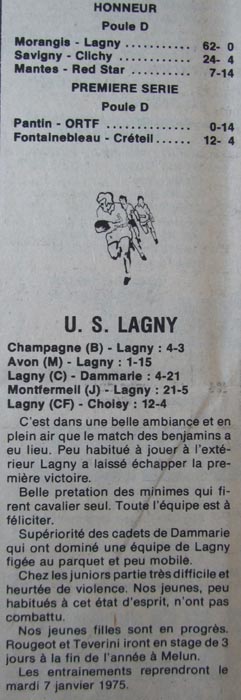 HONNEUR
Poule D
Morangis - Lagny ........... 62- 0
Savigny - Clichy ............ 24- 4
Mantes - Red Star ......... 7-14
PREMIERE SERIE
Poule D
Pantin - ORTF ............... 0-14
Fontainebleau - Créteil ..... 12- 4
U. S. LAGNY
Champagne (B) - Lagny : 4-3
Avon (M) - Lagny : 1-15
Lagny (C) - Dammarie : 4-21
Montfermeil (J) - Lagny : 21-5
Lagny (CF) - Choisy : 12-4
C'est dans une belle ambiance et en
plein air que le match des benjamins a
eu lieu. Peu habitué à jouer à l'exté-
rieur Lagny a laissé échapper la pre-
mière victoire.
Belle pretation des minimes qui fi-
rent cavalier seul. Toute l'équipe est à
féliciter.
Supériorité des cadets de Dammarie
qui ont dominé une équipe de Lagny
figée au parquet et peu mobile.
Chez les juniors partie très difficile et
heurtée de violence. Nos jeunes, peu
habitués à cet état d'esprit, n'ont pas
combattu.
Nos jeunes filles sont en progrès.
Rougeot et Teverini iront en stage de 3
jours à la fin de l'année à Melun.
Les entrainements reprendront le
mardi 7 janvier 1975.